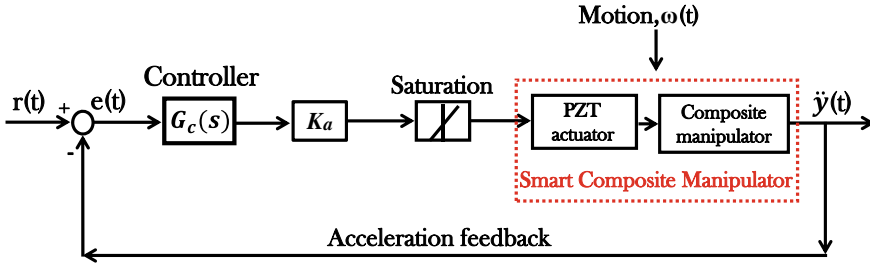 Motion, ω(t)
Controller
Saturation
r(t)
+
e(t)
G_c(s)
K_a
PZT
actuator
Composite
manipulator
ÿ(t)
-
Smart Composite Manipulator
Acceleration feedback